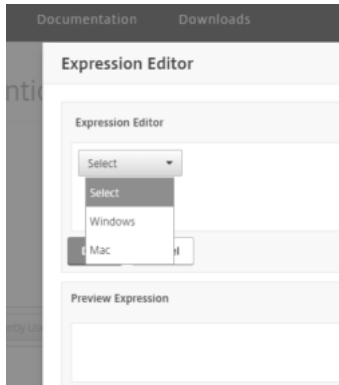 Documentation Downloads
Expression Editor
Expression Editor
Select
Select
Windows
Mac
Preview Expression